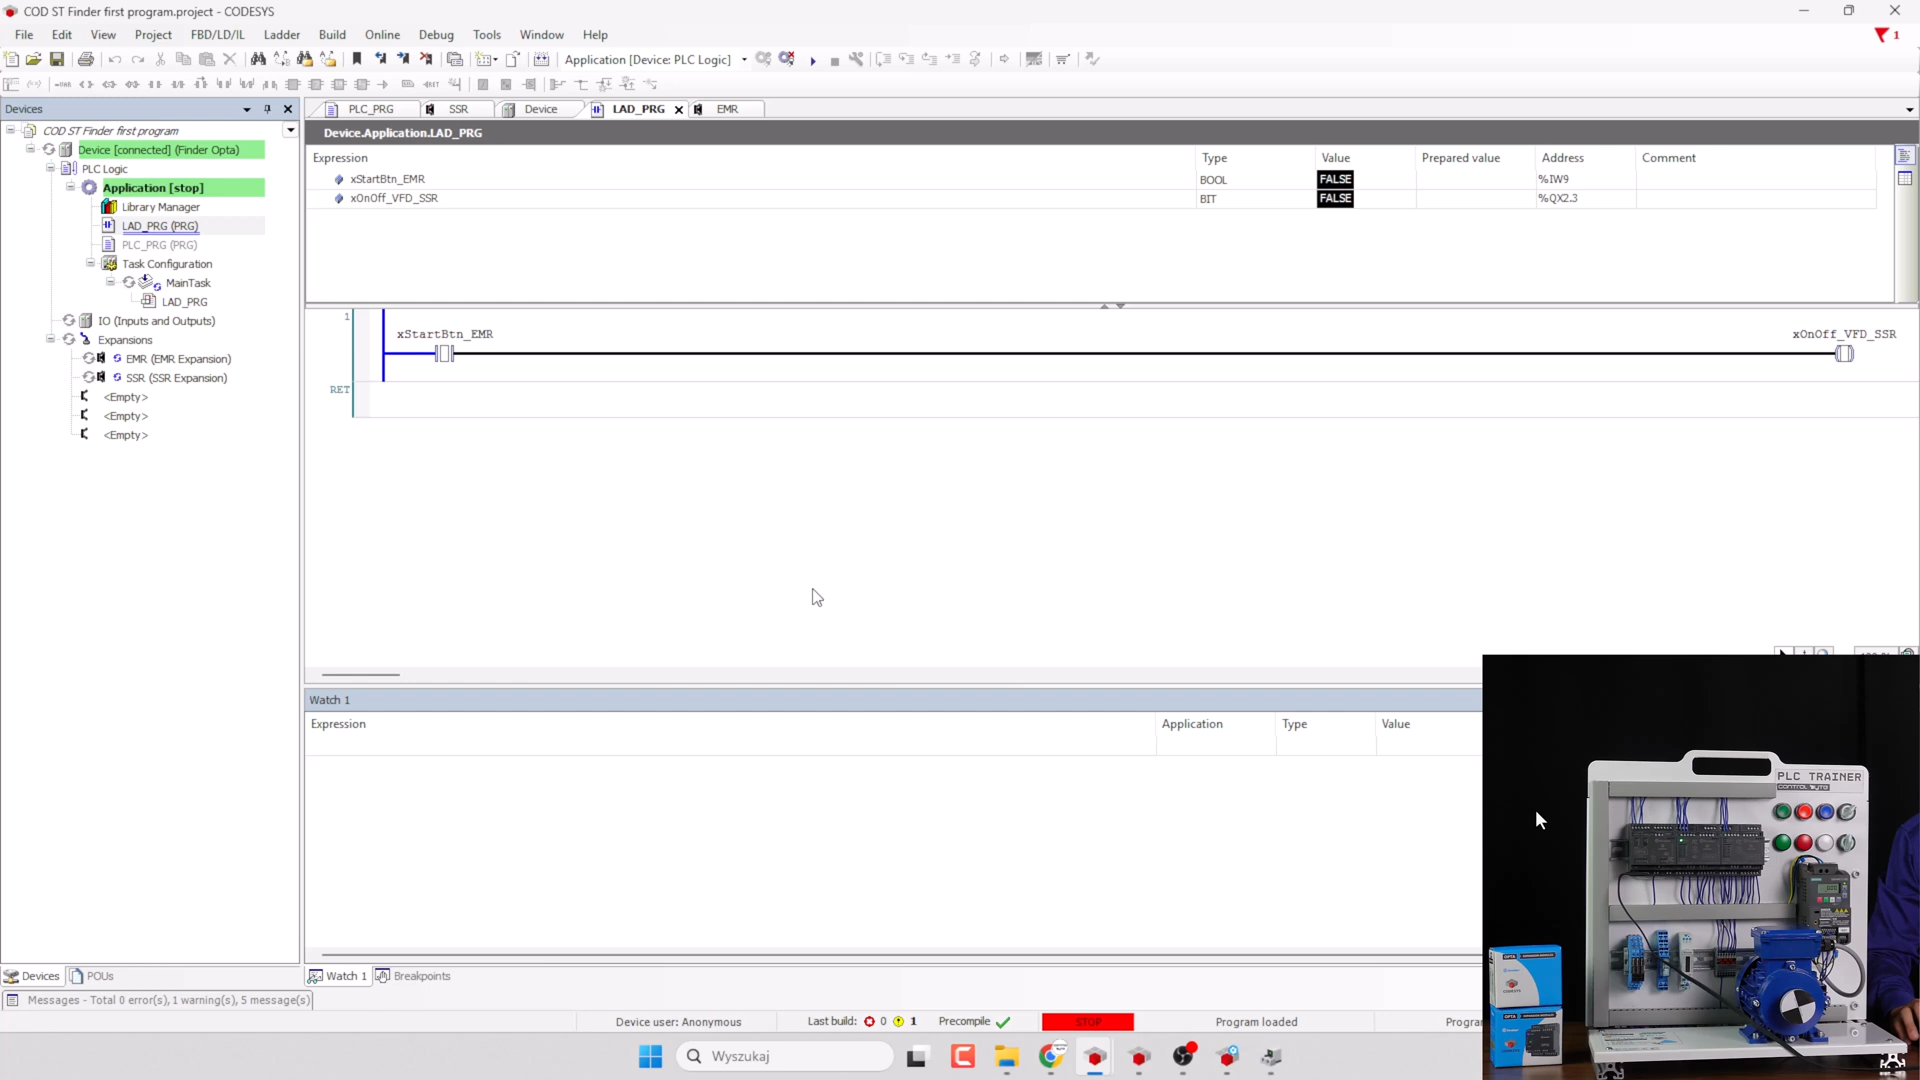 COD ST Finder first program.project - CODESYS
File Edit View Project FBD/LD/IL Ladder Build Online Debug Tools Window Help
1
Application [Device: PLC Logic]
Devices
COD ST Finder first program
Device [connected] (Finder Opta)
PLC Logic
Application [stop]
Library Manager
LAD_PRG (PRG)
PLC_PRG (PRG)
Task Configuration
MainTask
LAD_PRG
IO (Inputs and Outputs)
Expansions
EMR (EMR Expansion)
SSR (SSR Expansion)
<Empty>
<Empty>
<Empty>
Devices POUs
PLC_PRG SSR Device LAD_PRG EMR
Device.Application.LAD_PRG
Expression Type Value Prepared value Address Comment
xStartBtn_EMR BOOL FALSE %IW9
xOnOff_VFD_SSR BIT FALSE %QX2.3
1
xStartBtn_EMR xOnOff_VFD_SSR
RET
Watch 1
Expression Application Type Value
Watch 1 Breakpoints
Messages - Total 0 error(s), 1 warning(s), 5 message(s)
Device user: Anonymous Last build: 0 1 Precompile STOP Program loaded Progra
Wyszukaj
PLC TRAINER
OPTA
CODESYS
OPTA